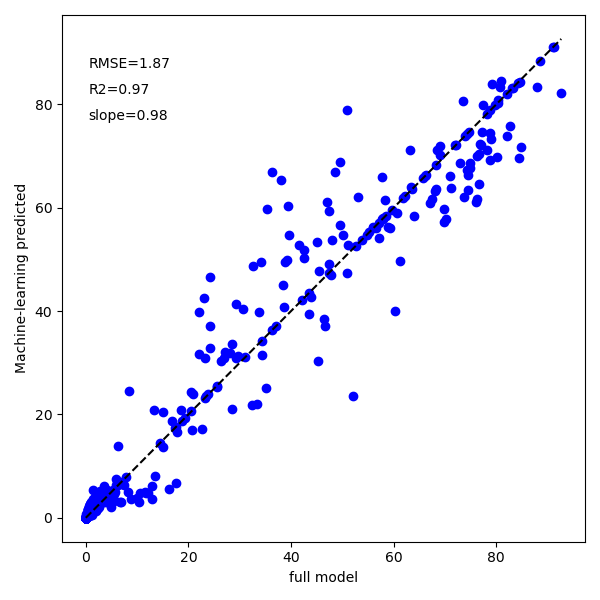 RMSE=1.87
R2=0.97
slope=0.98
Machine-learning predicted
80
60
40
20
0
0 20 40 60 80
full model